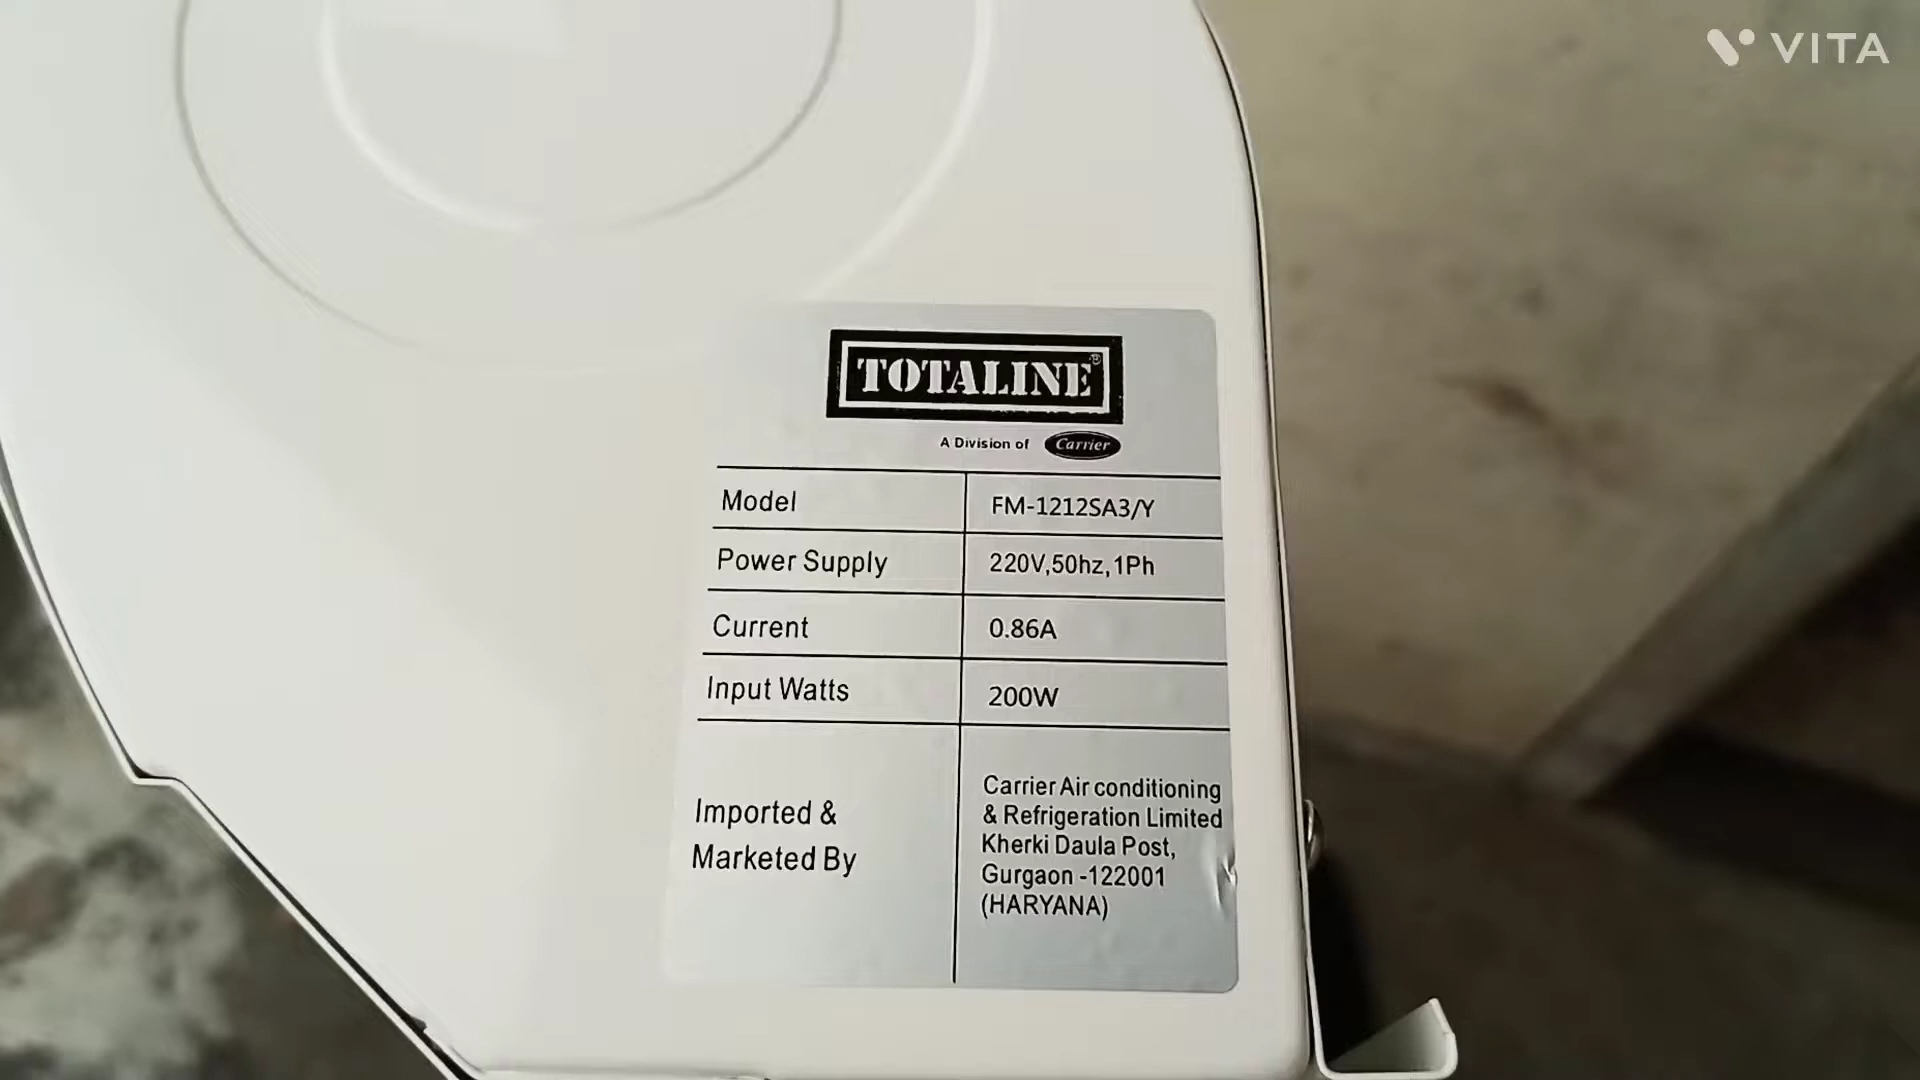 VITA
TOTALINE®
A Division of Carrier
Model FM-1212SA3/Y
Power Supply 220V,50hz,1Ph
Current 0.86A
Input Watts 200W
Imported &
Marketed By
Carrier Air conditioning
& Refrigeration Limited
Kherki Daula Post,
Gurgaon -122001
(HARYANA)